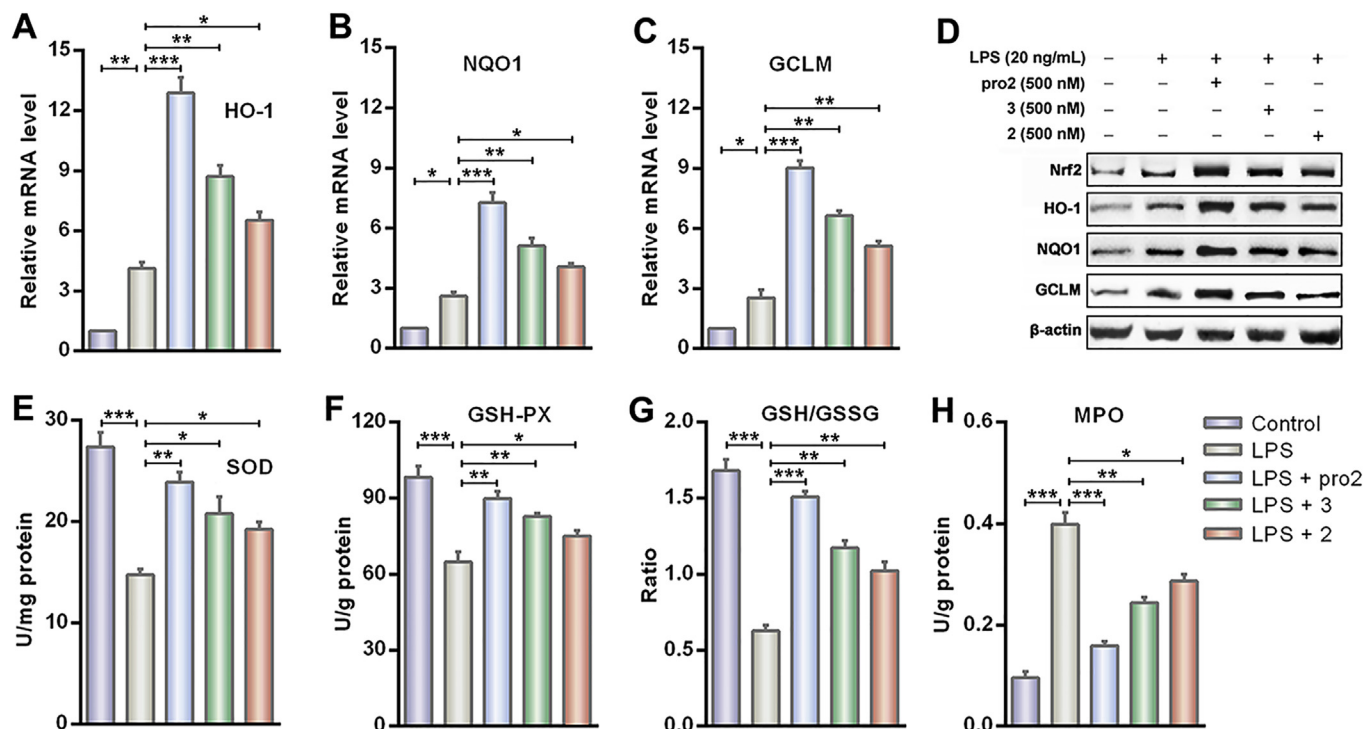 A
15
12
9
6
3
0
Relative mRNA level
HO-1
**
***
**
*
B
15
12
9
6
3
0
Relative mRNA level
NQO1
*
***
**
*
C
15
12
9
6
3
0
Relative mRNA level
GCLM
*
***
**
**
D
LPS (20 ng/mL) – + + + +
pro2 (500 nM) – – + – –
3 (500 nM) – – – + –
2 (500 nM) – – – – +
Nrf2
HO-1
NQO1
GCLM
β-actin
E
30
20
10
0
U/mg protein
SOD
***
**
*
*
F
120
90
60
30
0
U/g protein
GSH-PX
***
**
**
*
G
2.0
1.5
1.0
0.5
0.0
Ratio
GSH/GSSG
***
***
**
**
H
0.6
0.4
0.2
0.0
U/g protein
MPO
***
***
**
*
Control
LPS
LPS + pro2
LPS + 3
LPS + 2